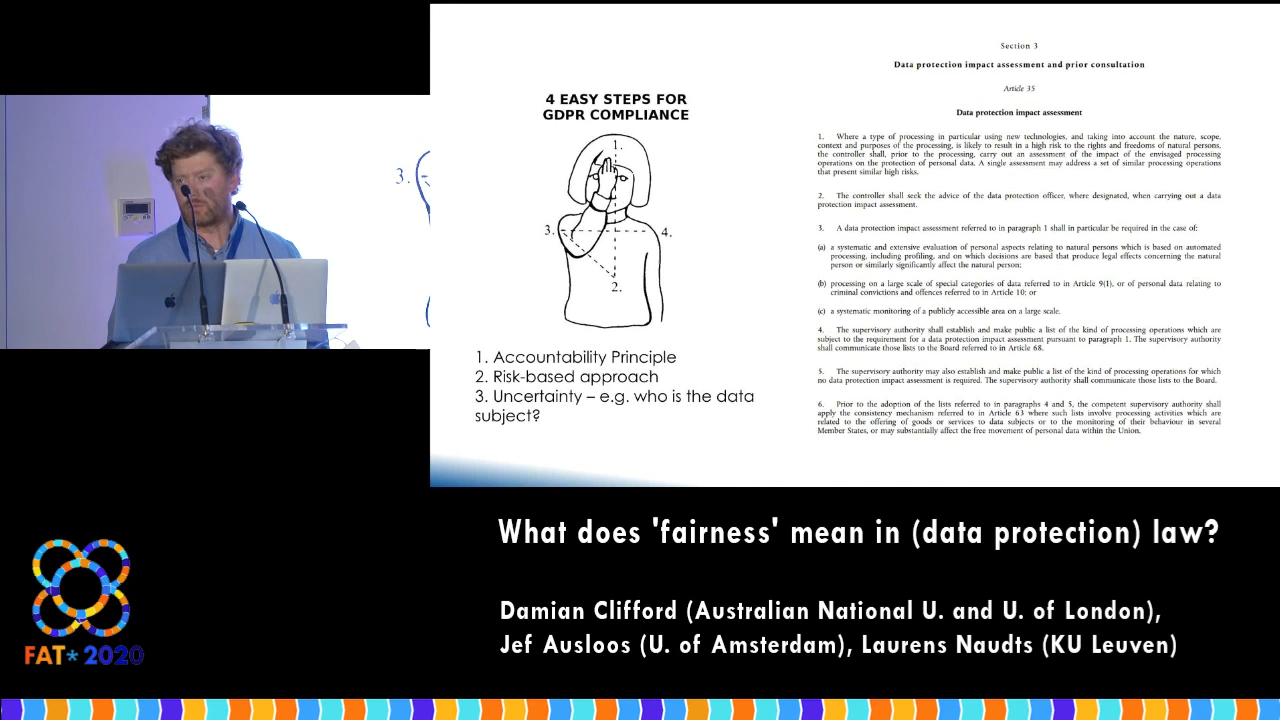 4 EASY STEPS FOR
GDPR COMPLIANCE
1.
3.
4.
2.
3.
1. Accountability Principle
2. Risk-based approach
3. Uncertainty – e.g. who is the data
subject?
Section 3
Data protection impact assessment and prior consultation
Article 35
Data protection impact assessment
1. Where a type of processing in particular using new technologies, and taking into account the nature, scope,
context and purposes of the processing, is likely to result in a high risk to the rights and freedoms of natural persons,
the controller shall, prior to the processing, carry out an assessment of the impact of the envisaged processing
operations on the protection of personal data. A single assessment may address a set of similar processing operations
that present similar high risks.
2. The controller shall seek the advice of the data protection officer, where designated, when carrying out a data
protection impact assessment.
3. A data protection impact assessment referred to in paragraph 1 shall in particular be required in the case of:
(a) a systematic and extensive evaluation of personal aspects relating to natural persons which is based on automated
processing, including profiling, and on which decisions are based that produce legal effects concerning the natural
person or similarly significantly affect the natural person;
(b) processing on a large scale of special categories of data referred to in Article 9(1), or of personal data relating to
criminal convictions and offences referred to in Article 10; or
(c) a systematic monitoring of a publicly accessible area on a large scale.
4. The supervisory authority shall establish and make public a list of the kind of processing operations which are
subject to the requirement for a data protection impact assessment pursuant to paragraph 1. The supervisory authority
shall communicate those lists to the Board referred to in Article 68.
5. The supervisory authority may also establish and make public a list of the kind of processing operations for which
no data protection impact assessment is required. The supervisory authority shall communicate those lists to the Board.
6. Prior to the adoption of the lists referred to in paragraphs 4 and 5, the competent supervisory authority shall
apply the consistency mechanism referred to in Article 63 where such lists involve processing activities which are
related to the offering of goods or services to data subjects or to the monitoring of their behaviour in several
Member States, or may substantially affect the free movement of personal data within the Union.
What does 'fairness' mean in (data protection) law?
Damian Clifford (Australian National U. and U. of London),
Jef Ausloos (U. of Amsterdam), Laurens Naudts (KU Leuven)
FAT* 2020